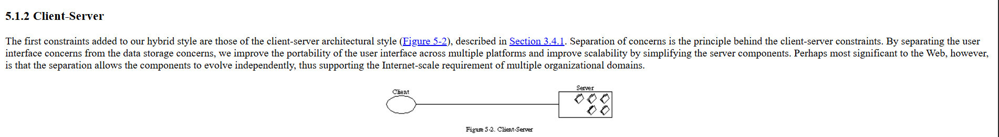 5.1.2 Client-Server
The first constraints added to our hybrid style are those of the client-server architectural style (Figure 5-2), described in Section 3.4.1. Separation of concerns is the principle behind the client-server constraints. By separating the user
interface concerns from the data storage concerns, we improve the portability of the user interface across multiple platforms and improve scalability by simplifying the server components. Perhaps most significant to the Web, however,
is that the separation allows the components to evolve independently, thus supporting the Internet-scale requirement of multiple organizational domains.
Server
Client
Figure 5-2. Client-Server